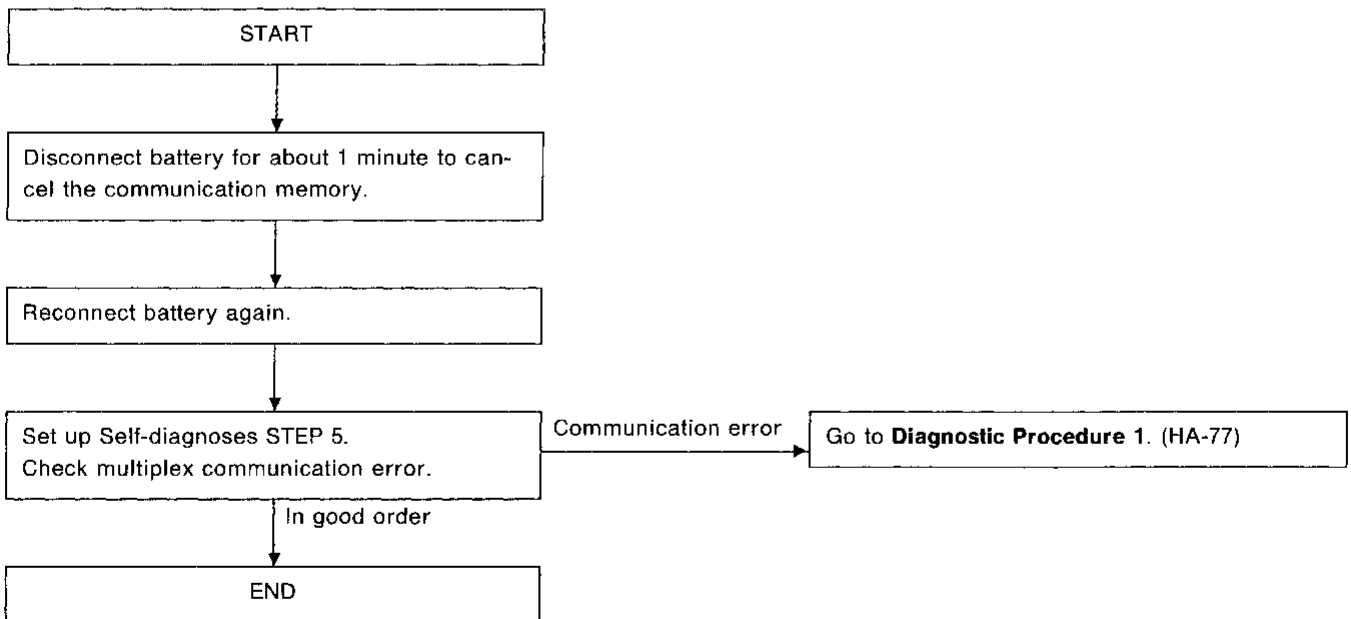 START
Disconnect battery for about 1 minute to can-
cel the communication memory.
Reconnect battery again.
Set up Self-diagnoses STEP 5.
Check multiplex communication error.
Communication error
Go to Diagnostic Procedure 1. (HA-77)
In good order
END